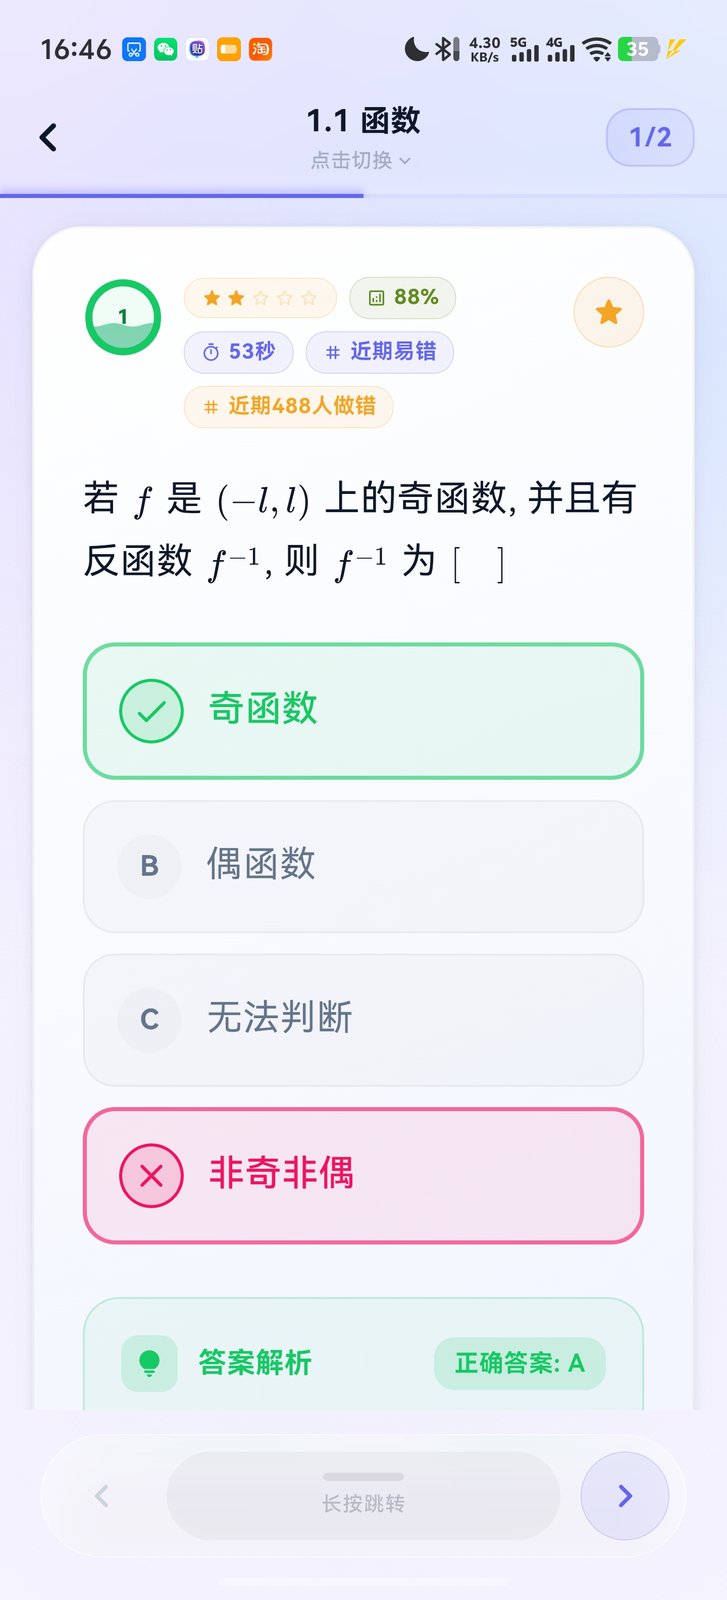 16:46 贴 淘 4.30 KB/s 5G 4G 35
1.1 函数
点击切换
1/2
1
88%
53秒 # 近期易错
# 近期488人做错
若 f 是 (−l, l) 上的奇函数, 并且有
反函数 f⁻¹, 则 f⁻¹ 为 [ ]
奇函数
B 偶函数
C 无法判断
非奇非偶
答案解析 正确答案: A
长按跳转